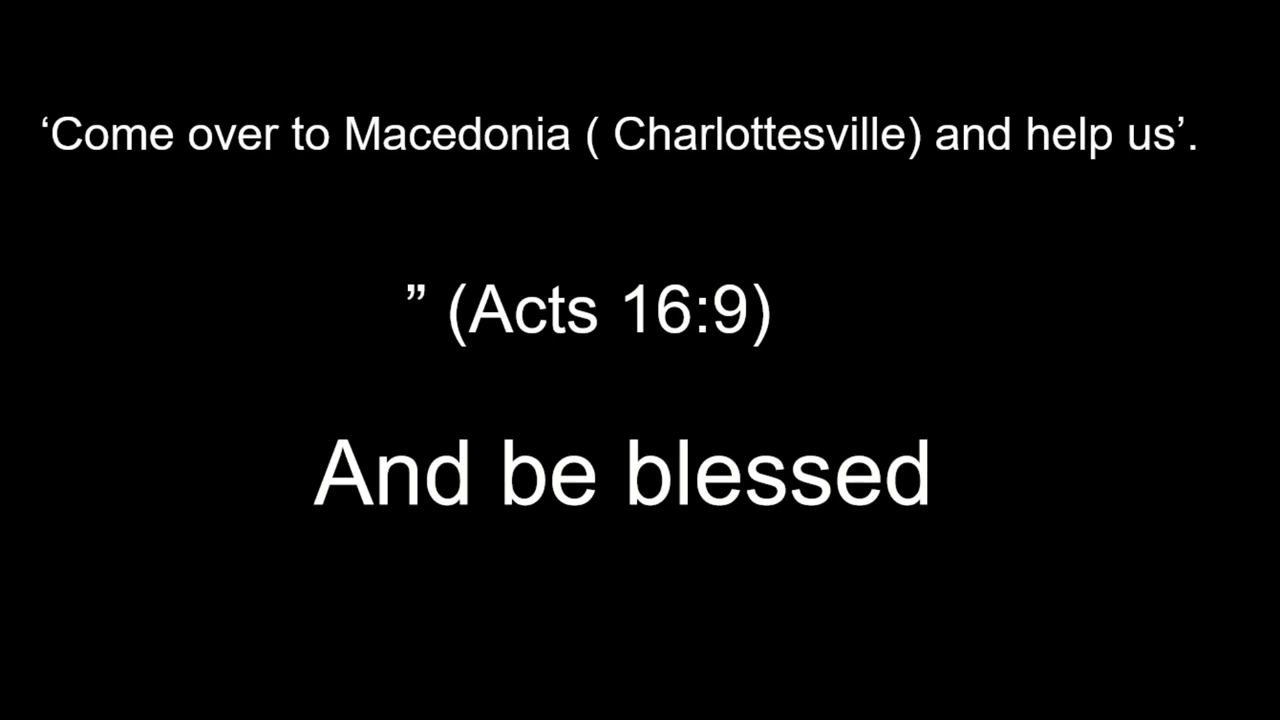 ‘Come over to Macedonia ( Charlottesville) and help us’.
” (Acts 16:9)
And be blessed